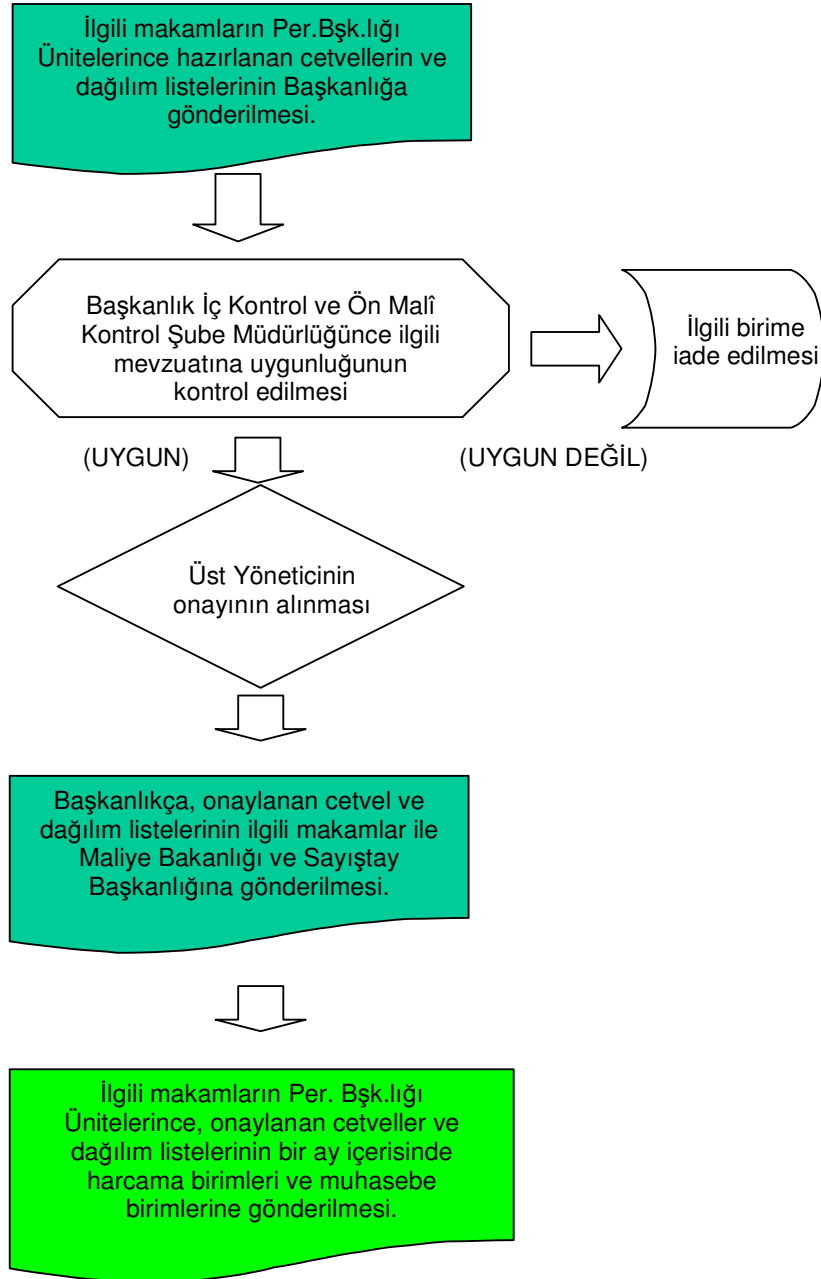 İlgili makamların Per.Bşk.lığı
Ünitelerince hazırlanan cetvellerin ve
dağılım listelerinin Başkanlığa
gönderilmesi.
Başkanlık İç Kontrol ve Ön Malî
Kontrol Şube Müdürlüğünce ilgili
mevzuatına uygunluğunun
kontrol edilmesi
İlgili birime
iade edilmesi
(UYGUN)
(UYGUN DEĞİL)
Üst Yöneticinin
onayının alınması
Başkanlıkça, onaylanan cetvel ve
dağılım listelerinin ilgili makamlar ile
Maliye Bakanlığı ve Sayıştay
Başkanlığına gönderilmesi.
İlgili makamların Per. Bşk.lığı
Ünitelerince, onaylanan cetveller ve
dağılım listelerinin bir ay içerisinde
harcama birimleri ve muhasebe
birimlerine gönderilmesi.